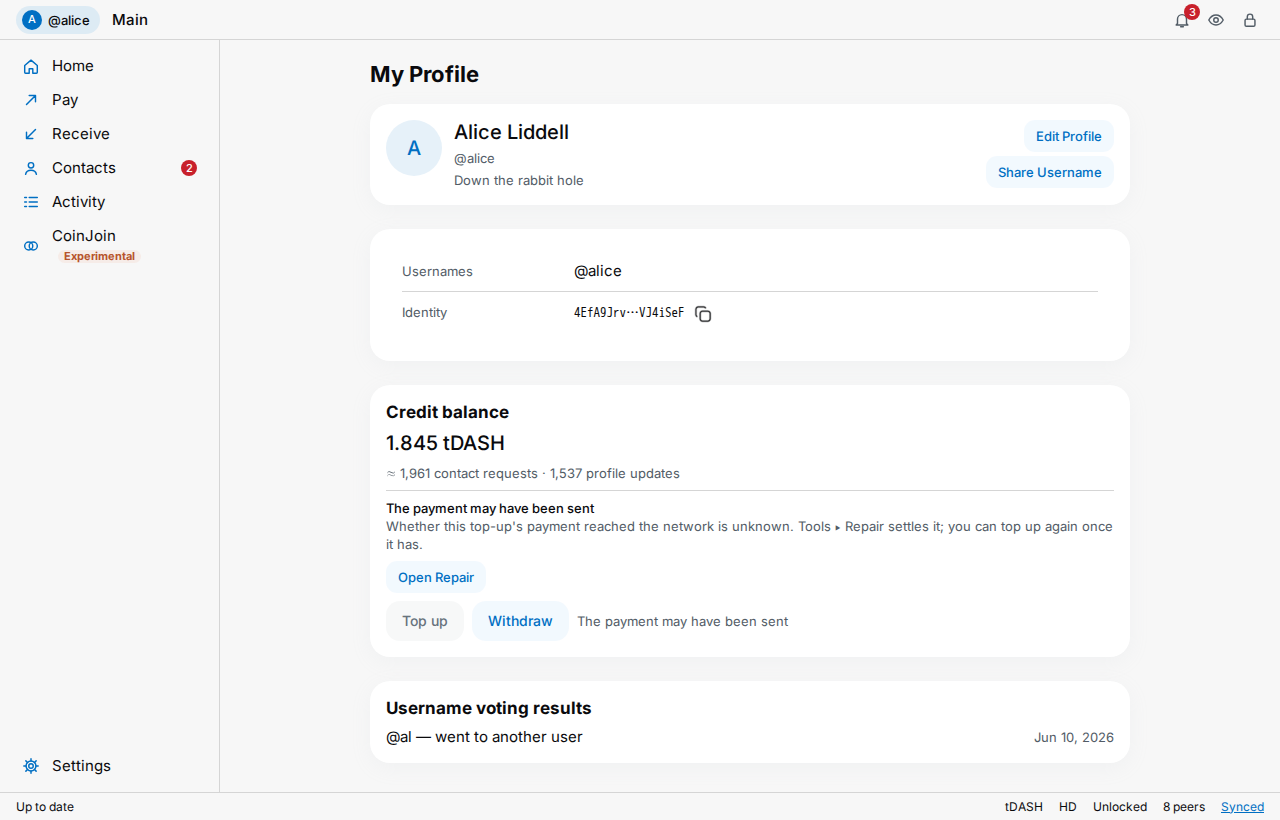 A @alice Main 3
Home
Pay
Receive
Contacts 2
Activity
CoinJoin
Experimental
Settings
My Profile
A
Alice Liddell
@alice
Down the rabbit hole
Edit Profile
Share Username
Usernames @alice
Identity 4EfA9Jrv⋯VJ4iSeF
Credit balance
1.845 tDASH
≈ 1,961 contact requests · 1,537 profile updates
The payment may have been sent
Whether this top-up's payment reached the network is unknown. Tools ▸ Repair settles it; you can top up again once
it has.
Open Repair
Top up Withdraw The payment may have been sent
Username voting results
@al — went to another user Jun 10, 2026
Up to date tDASH HD Unlocked 8 peers Synced